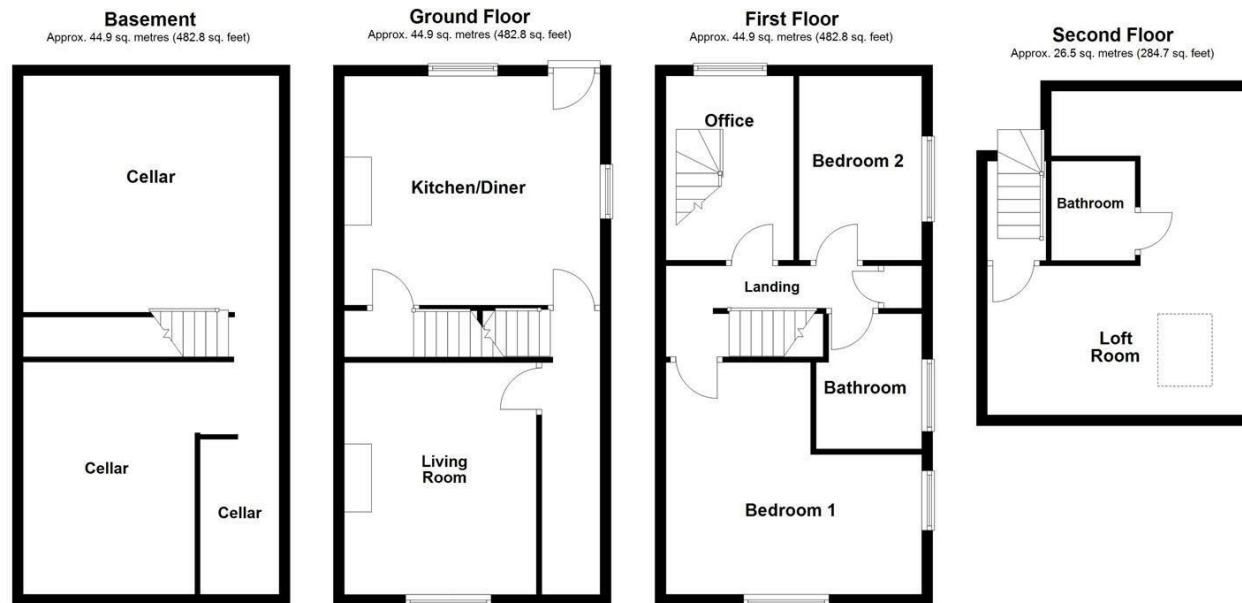 Basement
Approx. 44.9 sq. metres (482.8 sq. feet)
Cellar
Cellar
Cellar
Ground Floor
Approx. 44.9 sq. metres (482.8 sq. feet)
Kitchen/Diner
Living
Room
First Floor
Approx. 44.9 sq. metres (482.8 sq. feet)
Office
Bedroom 2
Landing
Bathroom
Bedroom 1
Second Floor
Approx. 26.5 sq. metres (284.7 sq. feet)
Bathroom
Loft
Room